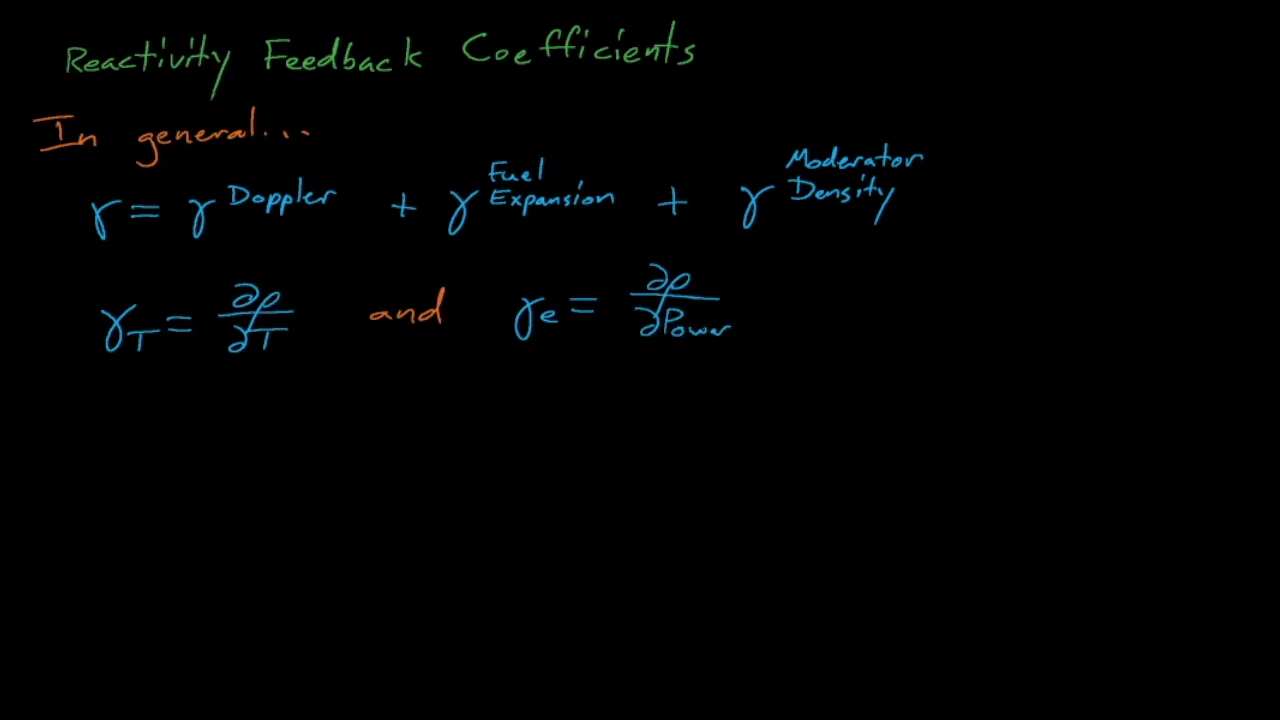 Reactivity Feedback Coefficients
In general...
γ = γ^Doppler + γ^Fuel Expansion + γ^Moderator Density
γ_T = ∂ρ/∂T and γ_e = ∂ρ/∂Power